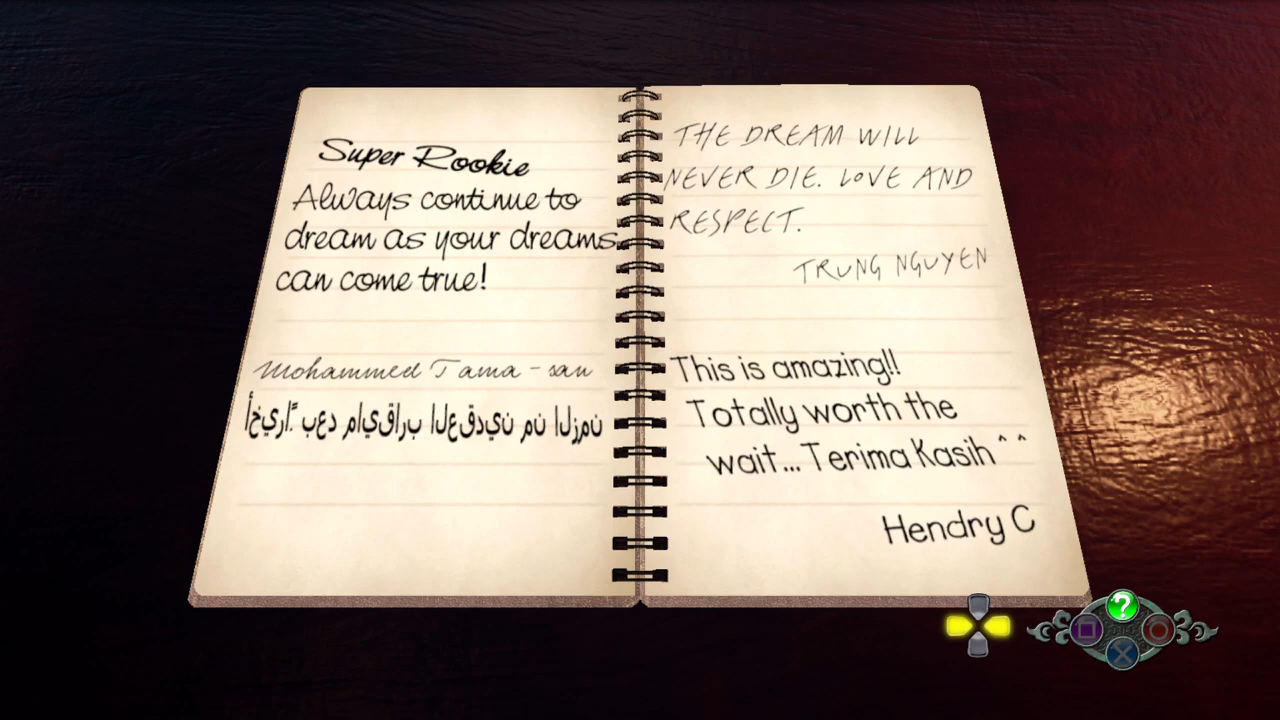 Super Rookie
Always continue to
dream as your dreams
can come true!
Mohammed Tama-san
أخيراً. بعد مايقارب العقدين من الزمن
THE DREAM WILL
NEVER DIE. LOVE AND
RESPECT.
TRUNG NGUYEN
This is amazing!!
Totally worth the
wait... Terima Kasih^^
Hendry C
?